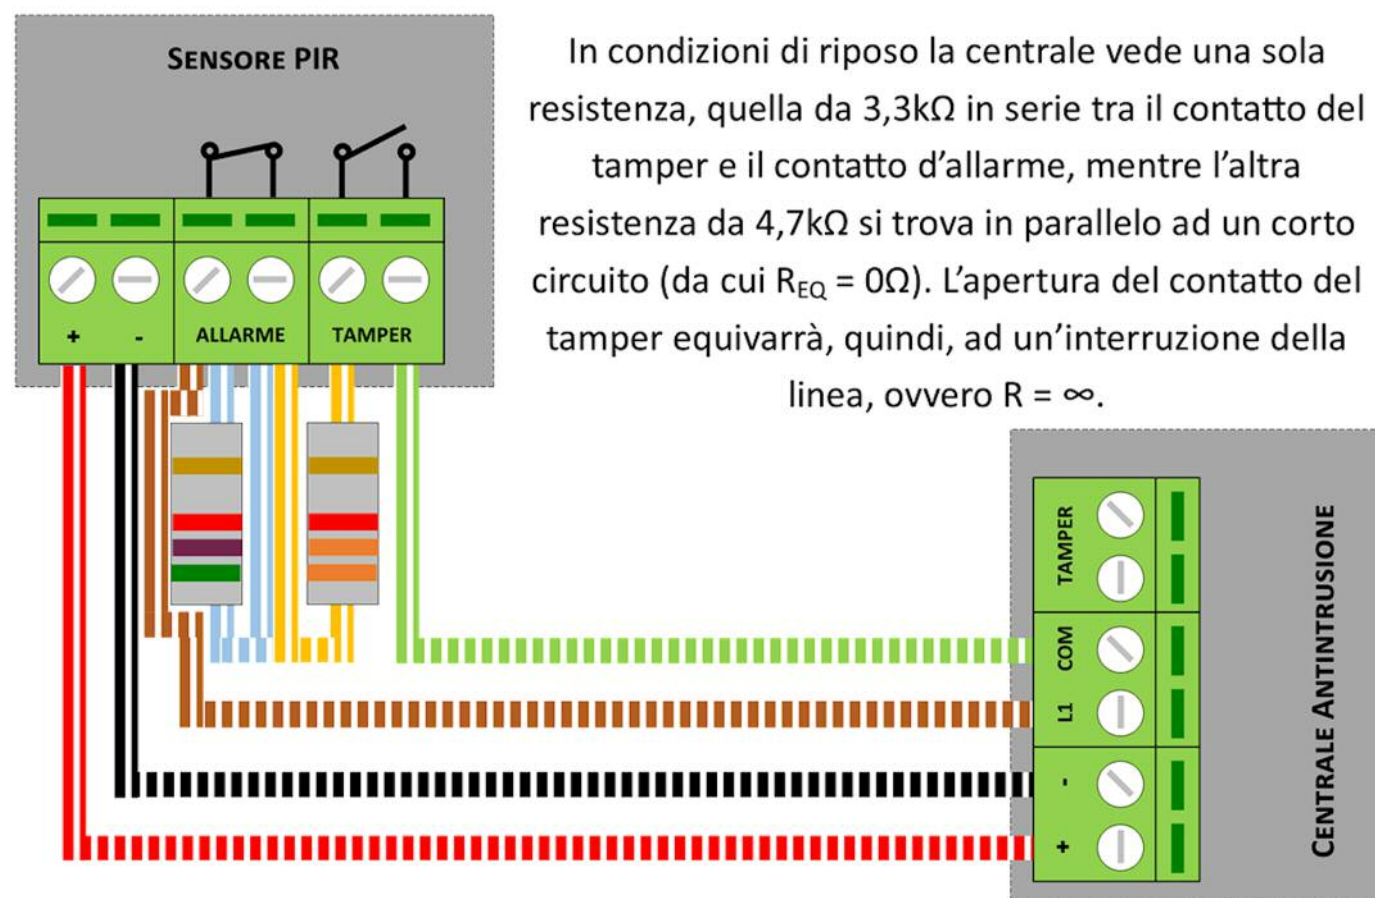 SENSORE PIR
+
-
ALLARME
TAMPER
In condizioni di riposo la centrale vede una sola
resistenza, quella da 3,3kΩ in serie tra il contatto del
tamper e il contatto d’allarme, mentre l’altra
resistenza da 4,7kΩ si trova in parallelo ad un corto
circuito (da cui REQ = 0Ω). L’apertura del contatto del
tamper equivarrà, quindi, ad un’interruzione della
linea, ovvero R = ∞.
TAMPER
COM
L1
-
+
CENTRALE ANTINTRUSIONE